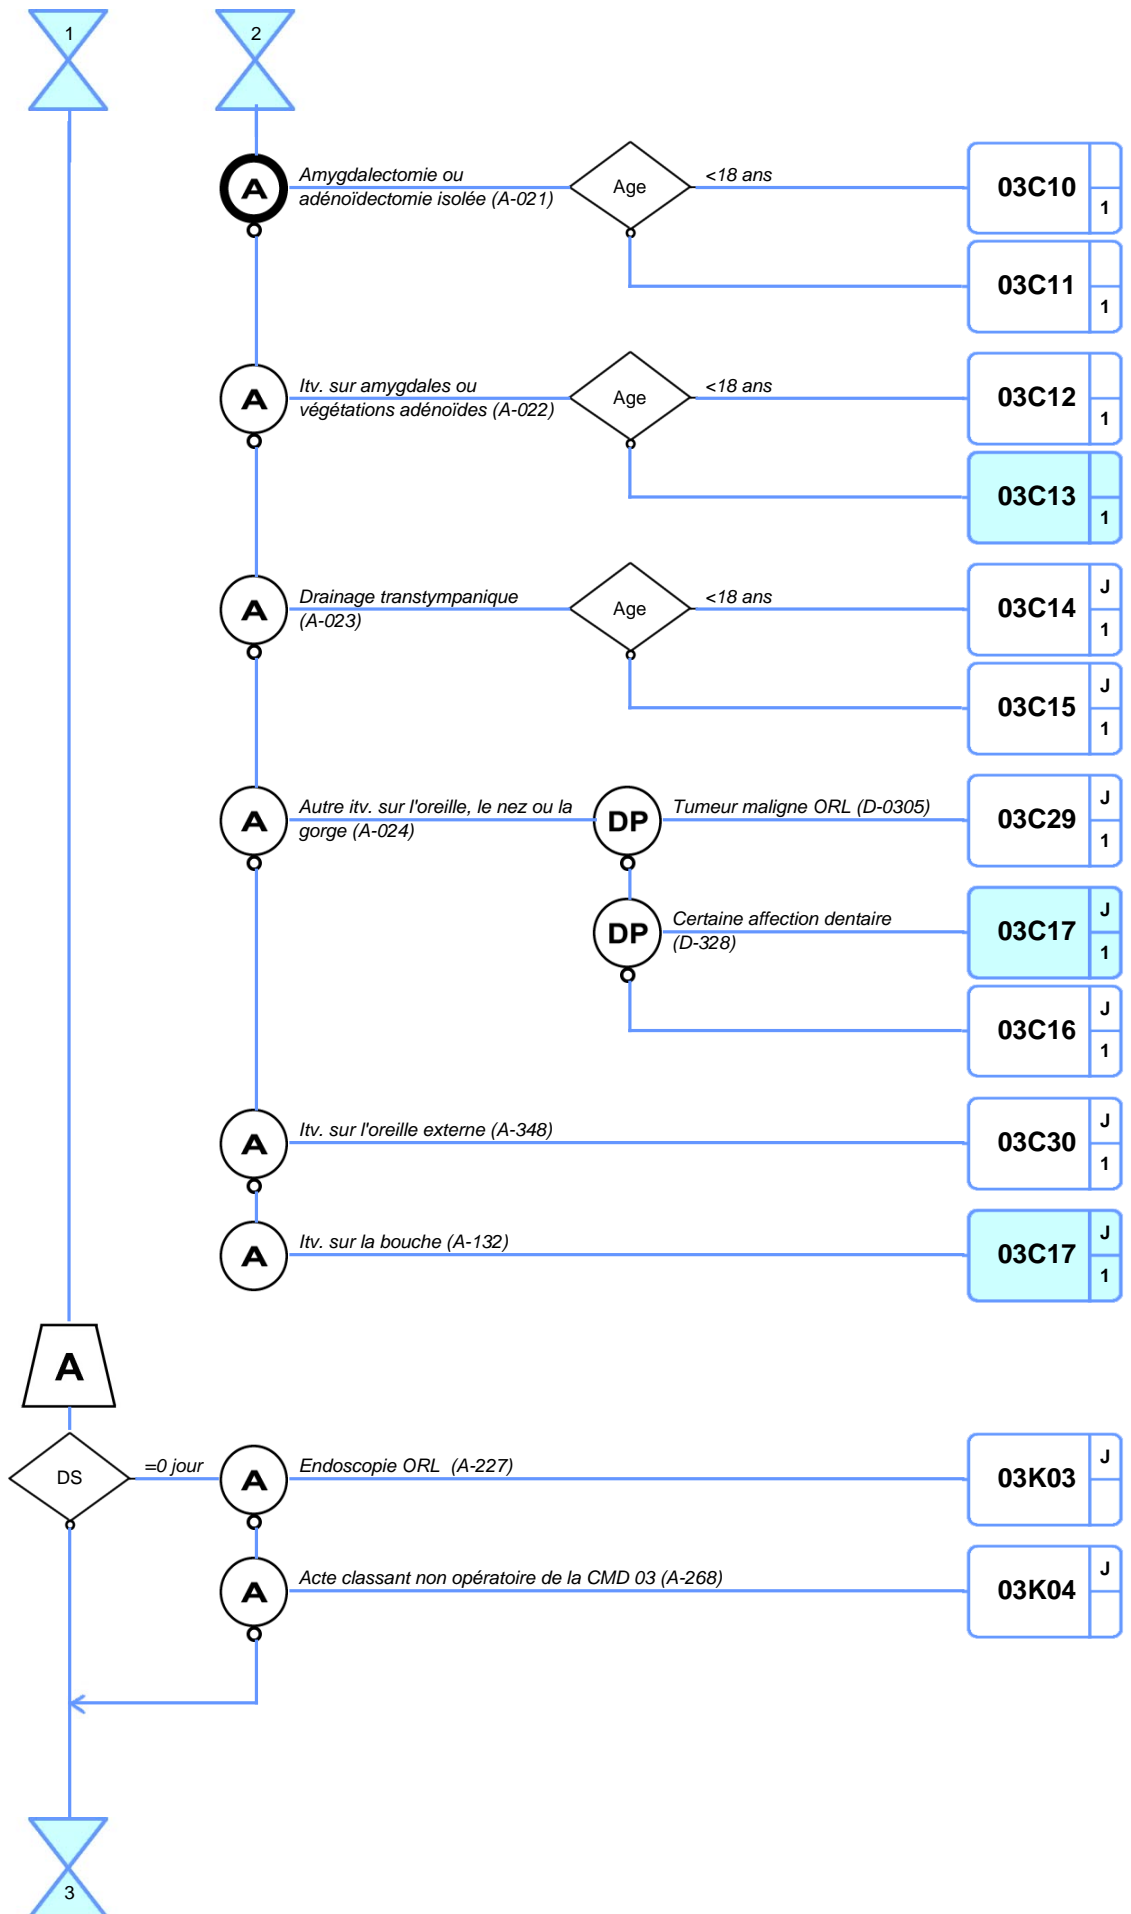 1
2
A
Amygdalectomie ou
adénoïdectomie isolée (A-021)
Age
<18 ans
03C10
1
03C11
1
A
Itv. sur amygdales ou
végétations adénoïdes (A-022)
Age
<18 ans
03C12
1
03C13
1
A
Drainage transtympanique
(A-023)
Age
<18 ans
03C14
J
1
03C15
J
1
A
Autre itv. sur l'oreille, le nez ou la
gorge (A-024)
DP
Tumeur maligne ORL (D-0305)
03C29
J
1
DP
Certaine affection dentaire
(D-328)
03C17
J
1
03C16
J
1
A
Itv. sur l'oreille externe (A-348)
03C30
J
1
A
Itv. sur la bouche (A-132)
03C17
J
1
A
DS
=0 jour
A
Endoscopie ORL  (A-227)
03K03
J
A
Acte classant non opératoire de la CMD 03 (A-268)
03K04
J
3